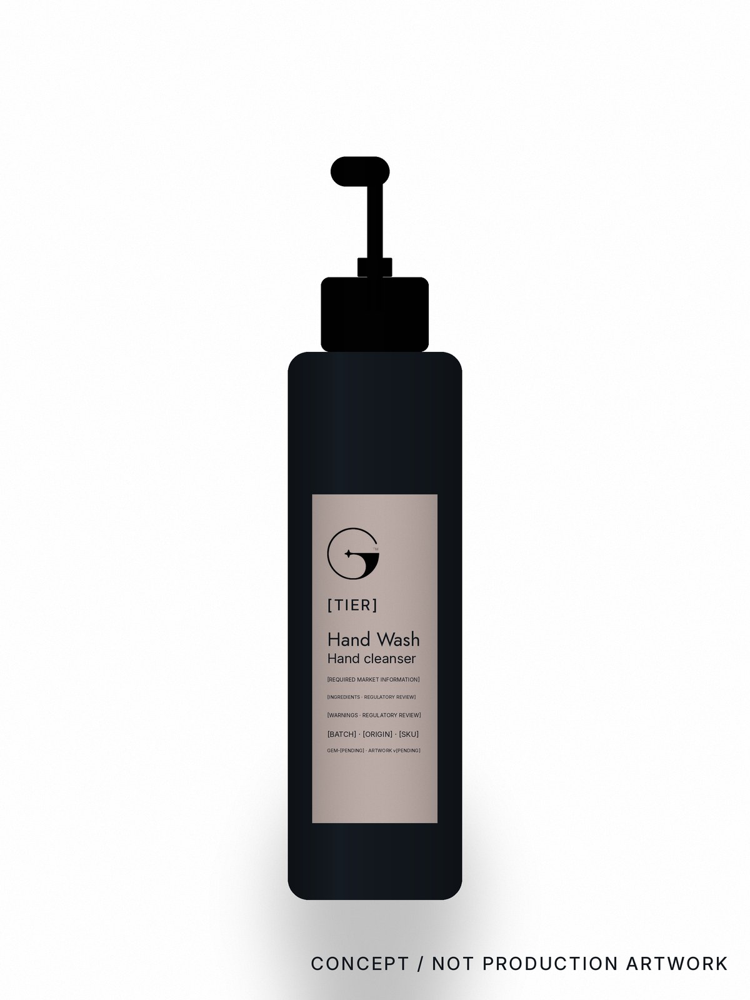 TM
[TIER]
Hand Wash
Hand cleanser
[REQUIRED MARKET INFORMATION]
[INGREDIENTS · REGULATORY REVIEW]
[WARNINGS · REGULATORY REVIEW]
[BATCH] · [ORIGIN] · [SKU]
GEM-[PENDING] · ARTWORK v[PENDING]
CONCEPT / NOT PRODUCTION ARTWORK